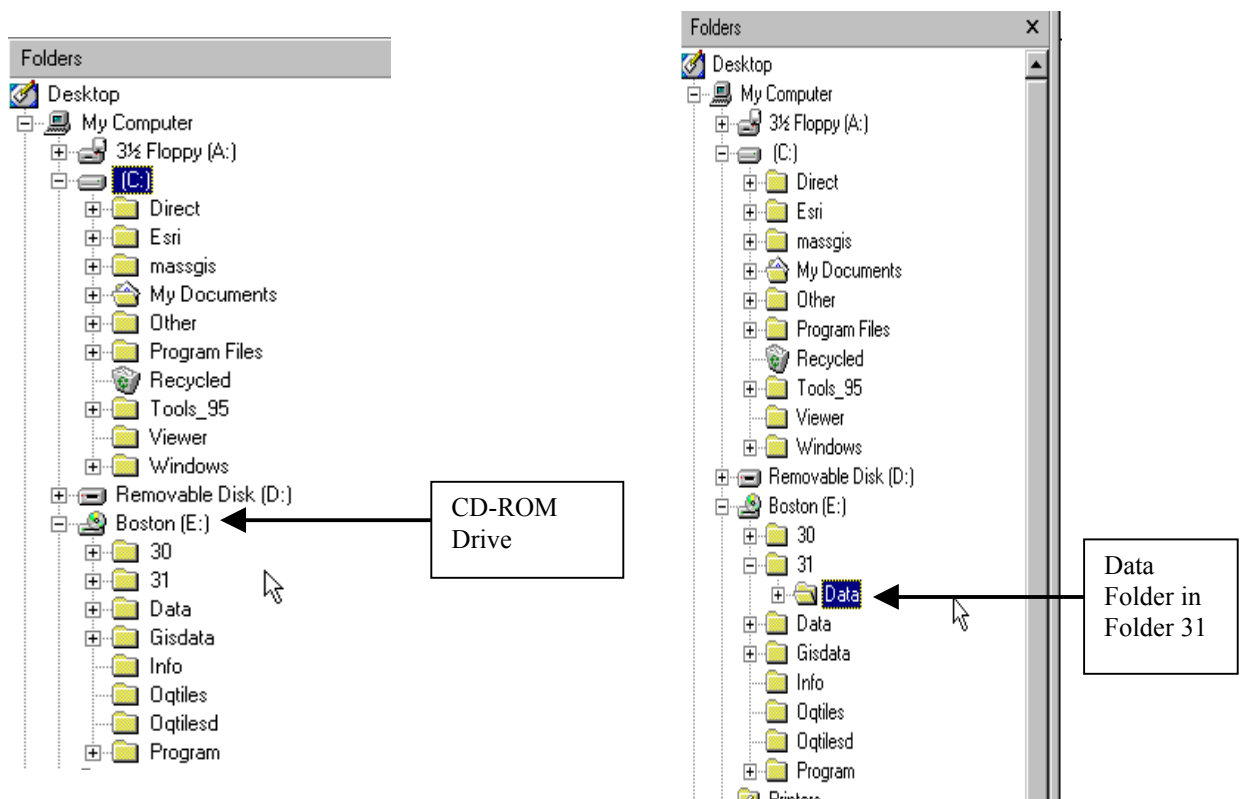 Folders
Desktop
My Computer
3½ Floppy (A:)
(C:)
Direct
Esri
massgis
My Documents
Other
Program Files
Recycled
Tools_95
Viewer
Windows
Removable Disk (D:)
Boston (E:)
30
31
Data
Gisdata
Info
Oqtiles
Oqtilesd
Program
CD-ROM
Drive
Folders
Desktop
My Computer
3½ Floppy (A:)
(C:)
Direct
Esri
massgis
My Documents
Other
Program Files
Recycled
Tools_95
Viewer
Windows
Removable Disk (D:)
Boston (E:)
30
31
Data
Data
Gisdata
Info
Oqtiles
Oqtilesd
Program
Printers
Data
Folder in
Folder 31